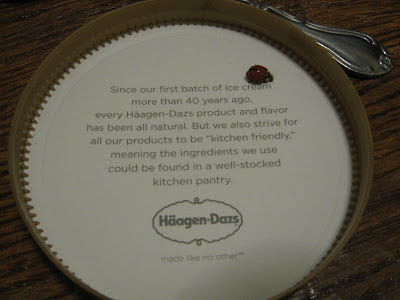 Since our first batch of ice cream
more than 40 years ago,
every Häagen-Dazs product and flavor
has been all natural. But we also strive for
all our products to be "kitchen friendly,"
meaning the ingredients we use
could be found in a well-stocked
kitchen pantry.
Häagen-Dazs
made like no other™